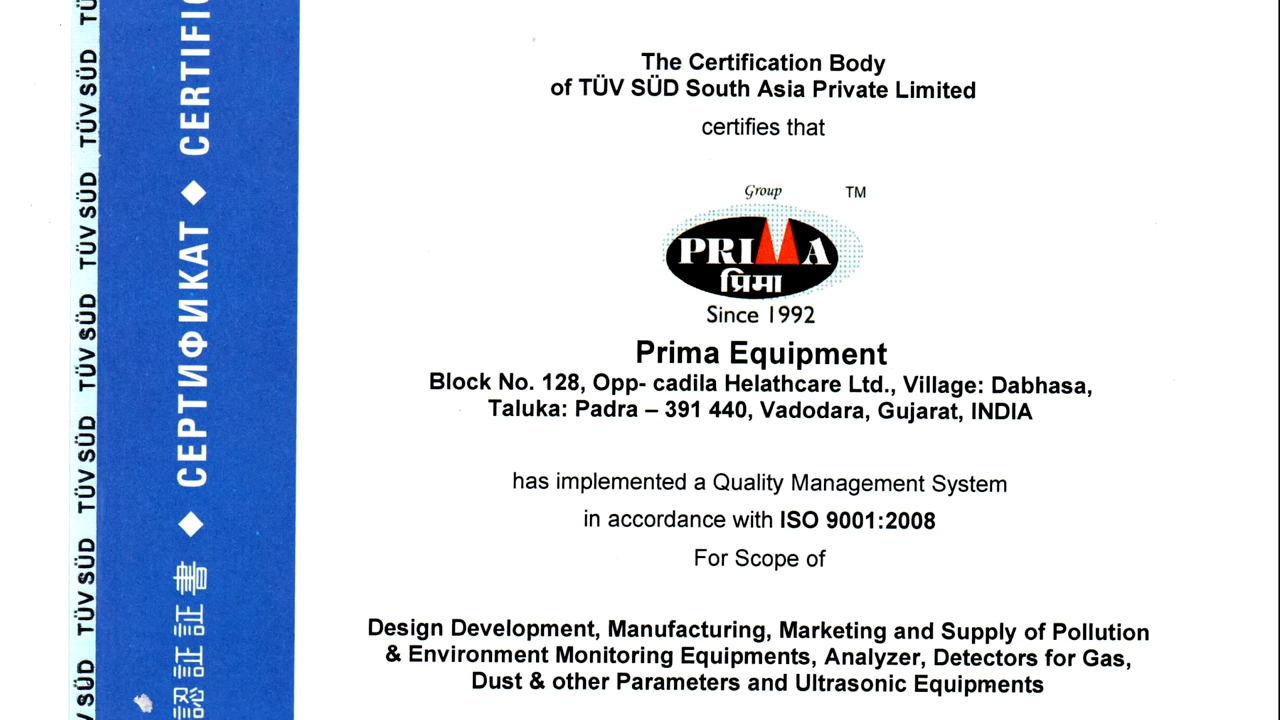 TÜV SÜD TÜV SÜD TÜV SÜD TÜV SÜD TÜV SÜD
認証証書 ◆ СЕРТИФИКАТ ◆ CERTIFIC
The Certification Body
of TÜV SÜD South Asia Private Limited
certifies that
Group TM
PRIMA
प्रिमा
Since 1992
Prima Equipment
Block No. 128, Opp- cadila Helathcare Ltd., Village: Dabhasa,
Taluka: Padra – 391 440, Vadodara, Gujarat, INDIA
has implemented a Quality Management System
in accordance with ISO 9001:2008
For Scope of
Design Development, Manufacturing, Marketing and Supply of Pollution
& Environment Monitoring Equipments, Analyzer, Detectors for Gas,
Dust & other Parameters and Ultrasonic Equipments